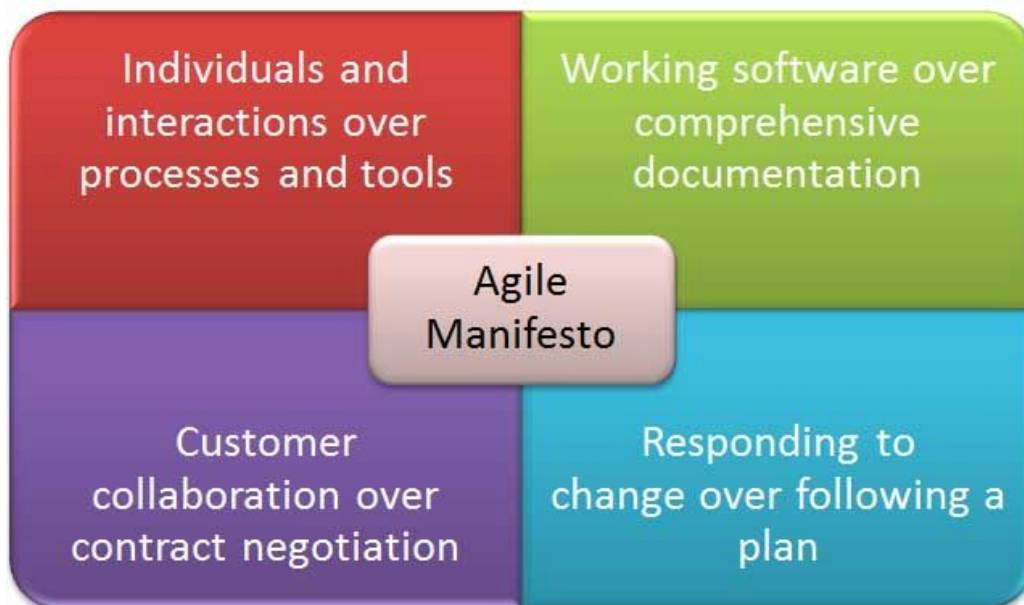 Individuals and
interactions over
processes and tools
Working software over
comprehensive
documentation
Agile
Manifesto
Customer
collaboration over
contract negotiation
Responding to
change over following a
plan